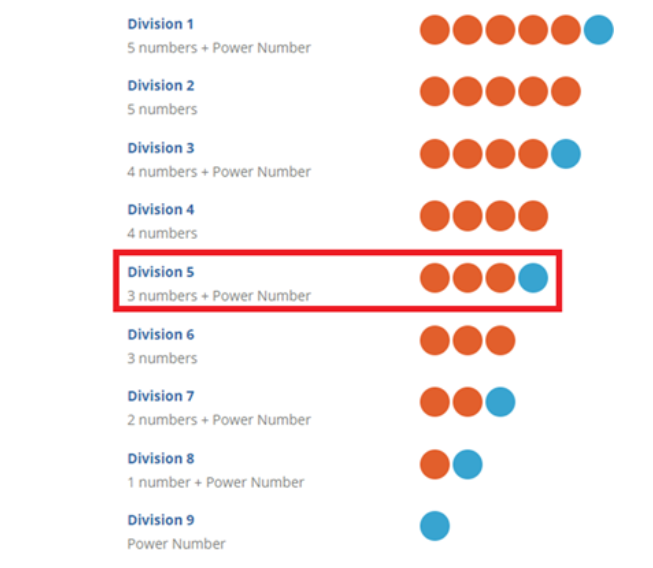 Division 1
5 numbers + Power Number
Division 2
5 numbers
Division 3
4 numbers + Power Number
Division 4
4 numbers
Division 5
3 numbers + Power Number
Division 6
3 numbers
Division 7
2 numbers + Power Number
Division 8
1 number + Power Number
Division 9
Power Number